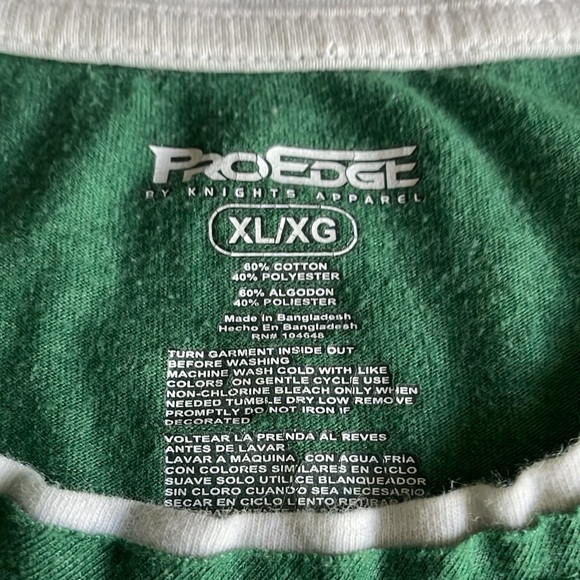 PROEDGE
BY KNIGHTS APPAREL
XL/XG
60% COTTON
40% POLYESTER
60% ALGODON
40% POLIESTER
Made in Bangladesh
Hecho En Bangladesh
RN# 104648
TURN GARMENT INSIDE OUT
BEFORE WASHING
MACHINE WASH COLD WITH LIKE
COLORS ON GENTLE CYCLE USE
NON-CHLORINE BLEACH ONLY WHEN
NEEDED TUMBLE DRY LOW REMOVE
PROMPTLY DO NOT IRON IF
DECORATED
VOLTEAR LA PRENDA AL REVES
ANTES DE LAVAR
LAVAR A MAQUINA CON AGUA FRIA
CON COLORES SIMILARES EN CICLO
SUAVE SOLO UTILICE BLANQUEADOR
SIN CLORO CUANDO SEA NECESARIO
SECAR EN CICLO LENTO RETIRAR